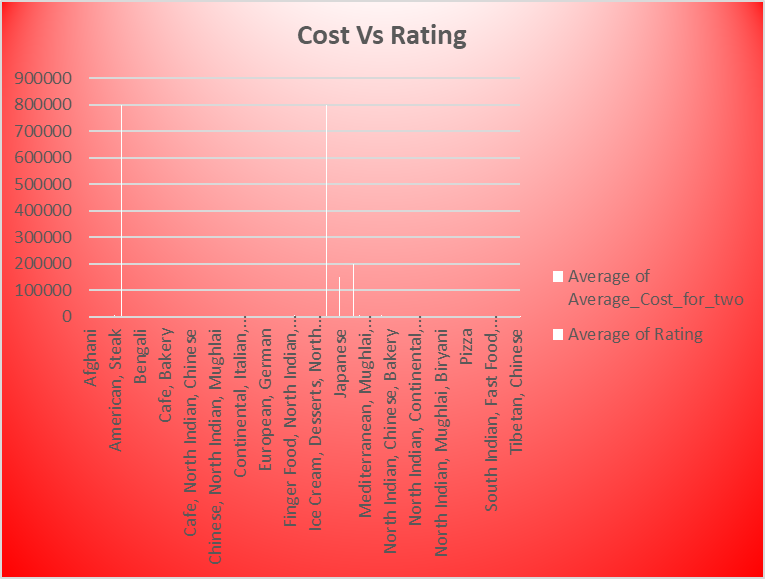 Cost Vs Rating
900000
800000
700000
600000
500000
400000
300000
200000
100000
0
Afghani
American, Steak
Bengali
Cafe, Bakery
Cafe, North Indian, Chinese
Chinese, North Indian, Mughlai
Continental, Italian,…
European, German
Finger Food, North Indian,…
Ice Cream, Desserts, North…
Japanese
Mediterranean, Mughlai,…
North Indian, Chinese, Bakery
North Indian, Continental,…
North Indian, Mughlai, Biryani
Pizza
South Indian, Fast Food,…
Tibetan, Chinese
Average of
Average_Cost_for_two
Average of Rating